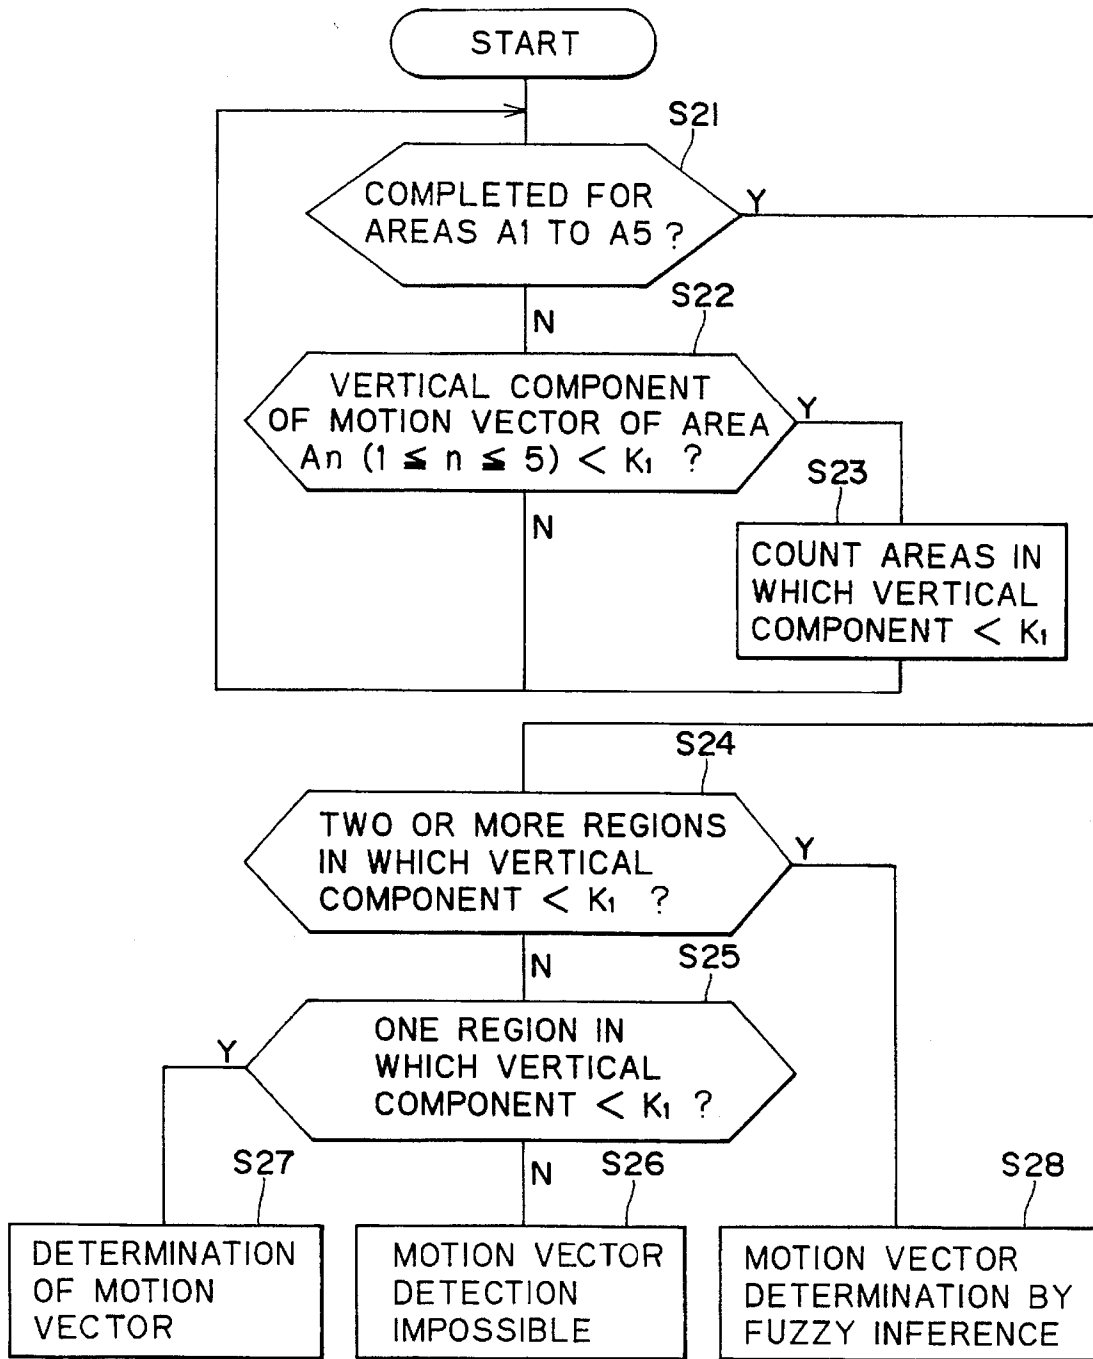 START
S21
COMPLETED FOR
AREAS A1 TO A5 ?
Y
N
S22
VERTICAL COMPONENT
OF MOTION VECTOR OF AREA
An (1 ≦ n ≦ 5) < K₁ ?
Y
N
S23
COUNT AREAS IN
WHICH VERTICAL
COMPONENT < K₁
S24
TWO OR MORE REGIONS
IN WHICH VERTICAL
COMPONENT < K₁ ?
Y
N
S25
ONE REGION IN
WHICH VERTICAL
COMPONENT < K₁ ?
Y
N
S27
DETERMINATION
OF MOTION
VECTOR
S26
MOTION VECTOR
DETECTION
IMPOSSIBLE
S28
MOTION VECTOR
DETERMINATION BY
FUZZY INFERENCE